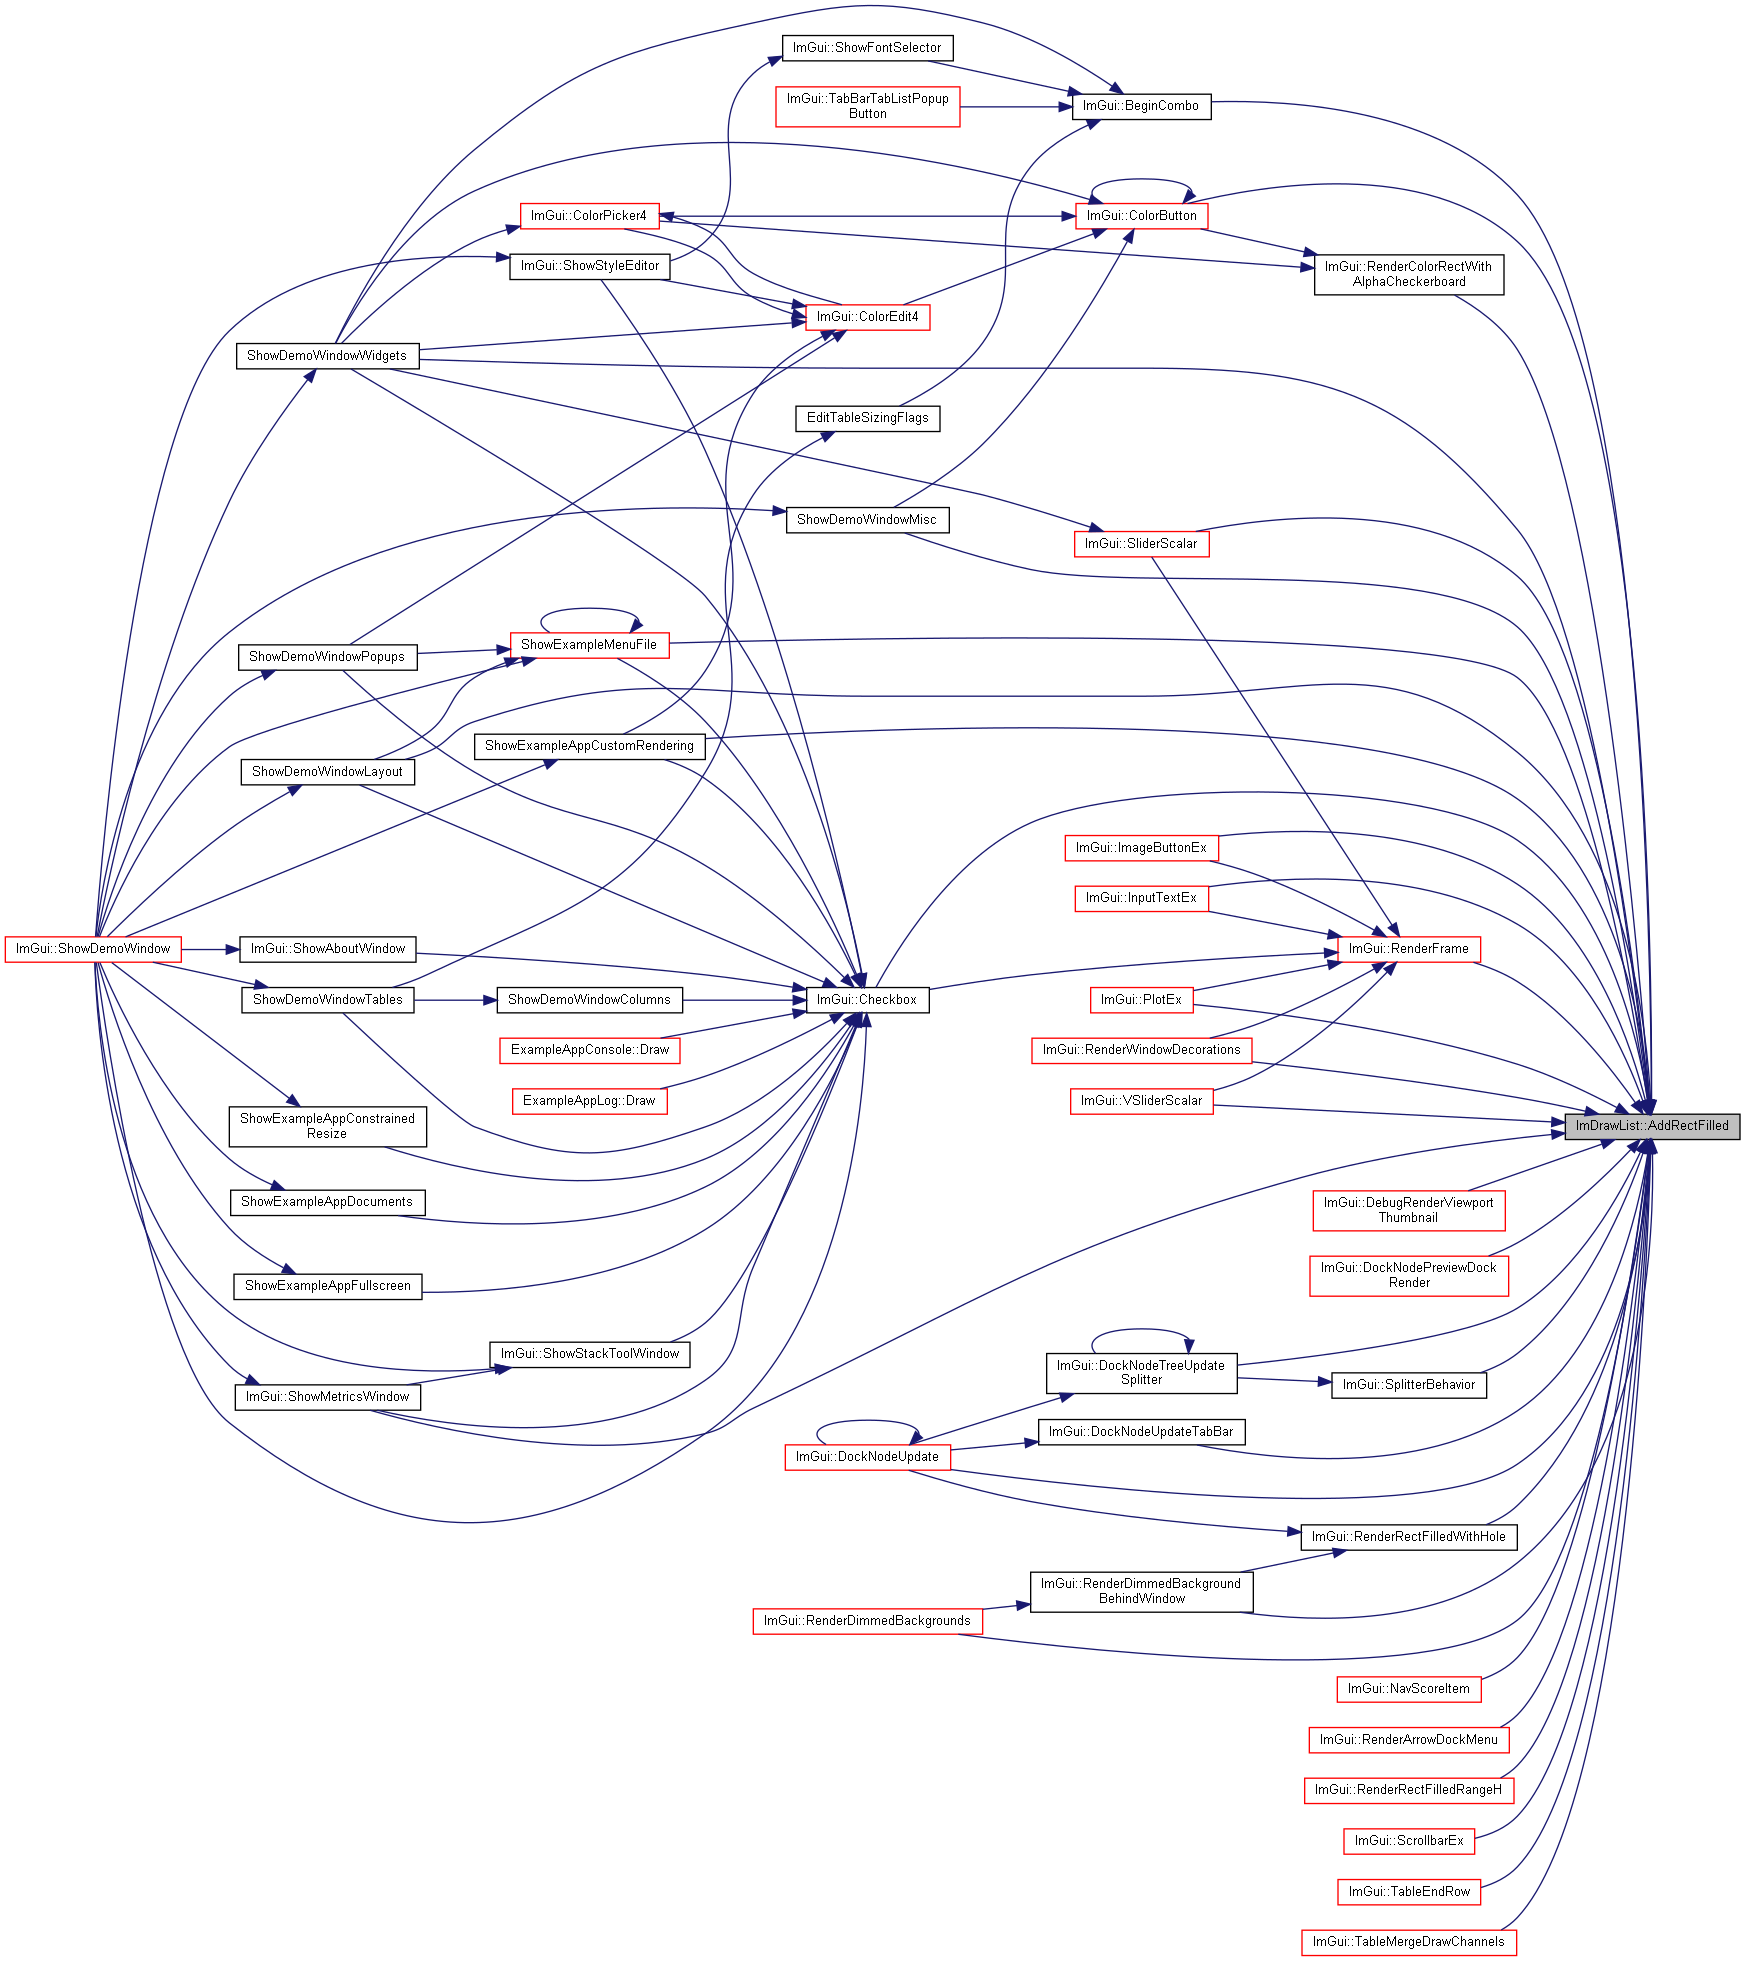 ImGui::ShowFontSelector
ImGui::TabBarTabListPopup
Button
ImGui::BeginCombo
ImGui::ColorPicker4
ImGui::ColorButton
ImGui::ShowStyleEditor
ImGui::RenderColorRectWith
AlphaCheckerboard
ImGui::ColorEdit4
ShowDemoWindowWidgets
EditTableSizingFlags
ShowDemoWindowMisc
ImGui::SliderScalar
ShowExampleMenuFile
ShowDemoWindowPopups
ShowExampleAppCustomRendering
ShowDemoWindowLayout
ImGui::ImageButtonEx
ImGui::InputTextEx
ImGui::ShowDemoWindow
ImGui::ShowAboutWindow
ImGui::RenderFrame
ShowDemoWindowTables
ShowDemoWindowColumns
ImGui::Checkbox
ImGui::PlotEx
ExampleAppConsole::Draw
ImGui::RenderWindowDecorations
ExampleAppLog::Draw
ImGui::VSliderScalar
ShowExampleAppConstrained
Resize
ImDrawList::AddRectFilled
ShowExampleAppDocuments
ImGui::DebugRenderViewport
Thumbnail
ImGui::DockNodePreviewDock
Render
ShowExampleAppFullscreen
ImGui::ShowStackToolWindow
ImGui::DockNodeTreeUpdate
Splitter
ImGui::SplitterBehavior
ImGui::ShowMetricsWindow
ImGui::DockNodeUpdateTabBar
ImGui::DockNodeUpdate
ImGui::RenderRectFilledWithHole
ImGui::RenderDimmedBackground
BehindWindow
ImGui::RenderDimmedBackgrounds
ImGui::NavScoreItem
ImGui::RenderArrowDockMenu
ImGui::RenderRectFilledRangeH
ImGui::ScrollbarEx
ImGui::TableEndRow
ImGui::TableMergeDrawChannels